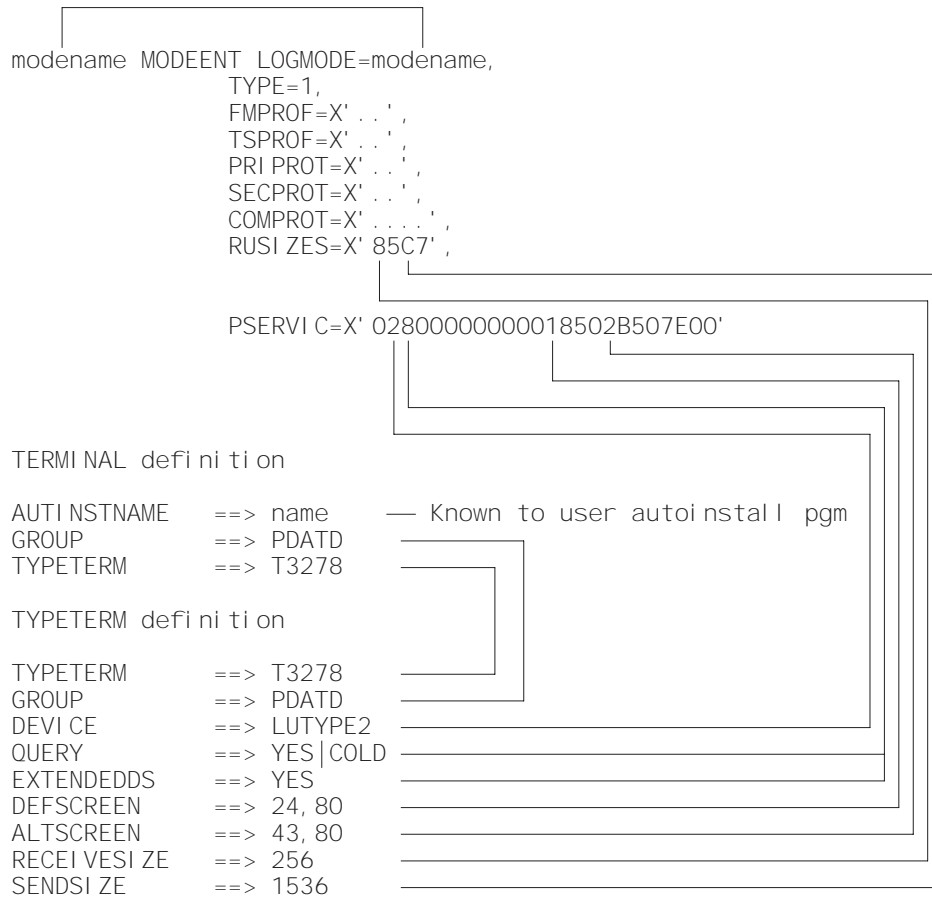 modename MODEENT LOGMODE=modename,
TYPE=1,
FMPROF=X'..',
TSPROF=X'..',
PRIPROT=X'..',
SECPROT=X'..',
COMPROT=X'....',
RUSIZES=X'85C7',
PSERVIC=X'02800000000018502B507E00'
TERMINAL definition
AUTINSTNAME ==> name — Known to user autoinstall pgm
GROUP ==> PDATD
TYPETERM ==> T3278
TYPETERM definition
TYPETERM ==> T3278
GROUP ==> PDATD
DEVICE ==> LUTYPE2
QUERY ==> YES|COLD
EXTENDEDDS ==> YES
DEFSCREEN ==> 24,80
ALTSCREEN ==> 43,80
RECEIVESIZE ==> 256
SENDSIZE ==> 1536